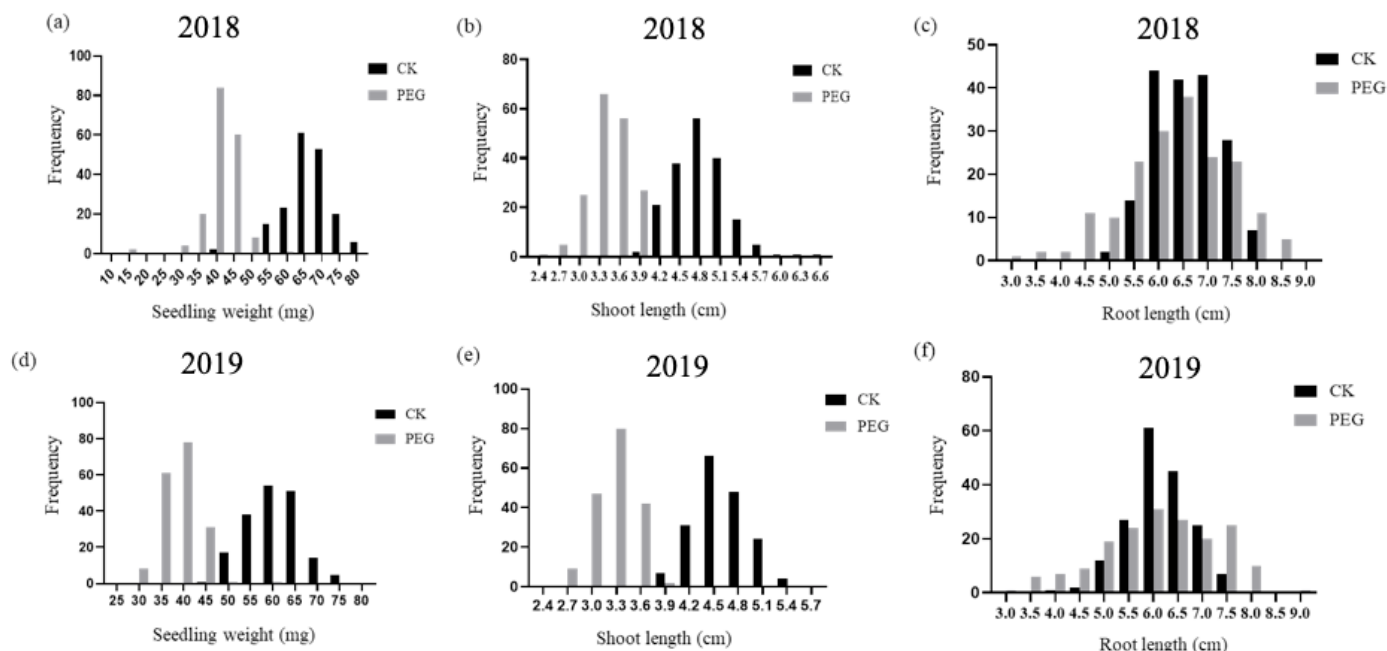 (a)
2018
100
80
60
40
20
0
Frequency
10 15 20 25 30 35 40 45 50 55 60 65 70 75 80
Seedling weight (mg)
CK
PEG
(b)
2018
80
60
40
20
0
Frequency
2.4 2.7 3.0 3.3 3.6 3.9 4.2 4.5 4.8 5.1 5.4 5.7 6.0 6.3 6.6
Shoot length (cm)
CK
PEG
(c)
2018
50
40
30
20
10
0
Frequency
3.0 3.5 4.0 4.5 5.0 5.5 6.0 6.5 7.0 7.5 8.0 8.5 9.0
Root length (cm)
CK
PEG
(d)
2019
100
80
60
40
20
0
Frequency
25 30 35 40 45 50 55 60 65 70 75 80
Seedling weight (mg)
CK
PEG
(e)
2019
100
80
60
40
20
0
Frequency
2.4 2.7 3.0 3.3 3.6 3.9 4.2 4.5 4.8 5.1 5.4 5.7
Shoot length (cm)
CK
PEG
(f)
2019
80
60
40
20
0
Frequency
3.0 3.5 4.0 4.5 5.0 5.5 6.0 6.5 7.0 7.5 8.0 8.5 9.0
Root length (cm)
CK
PEG